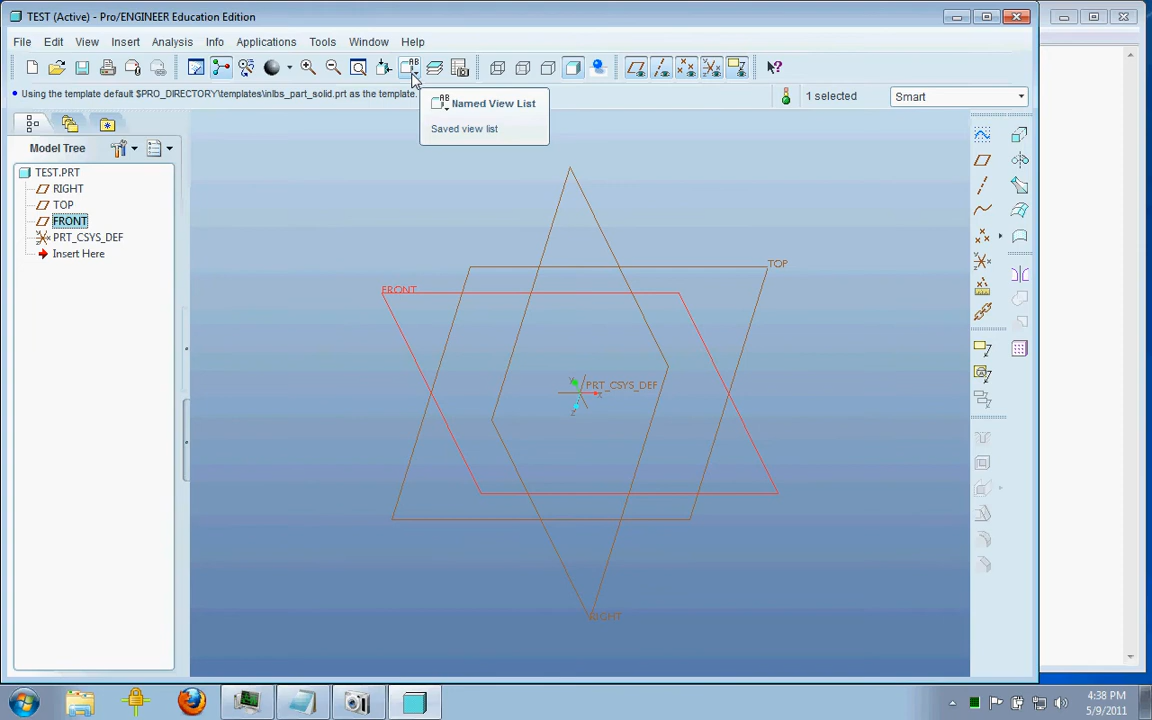 TEST (Active) - Pro/ENGINEER Education Edition
File Edit View Insert Analysis Info Applications Tools Window Help
Using the template default $PRO_DIRECTORY\templates\inlbs_part_solid.prt as the template.
1 selected
Smart
Named View List
Saved view list
Model Tree
TEST.PRT
RIGHT
TOP
FRONT
PRT_CSYS_DEF
Insert Here
TOP
FRONT
PRT_CSYS_DEF
Y
X
Z
RIGHT
4:38 PM
5/9/2011